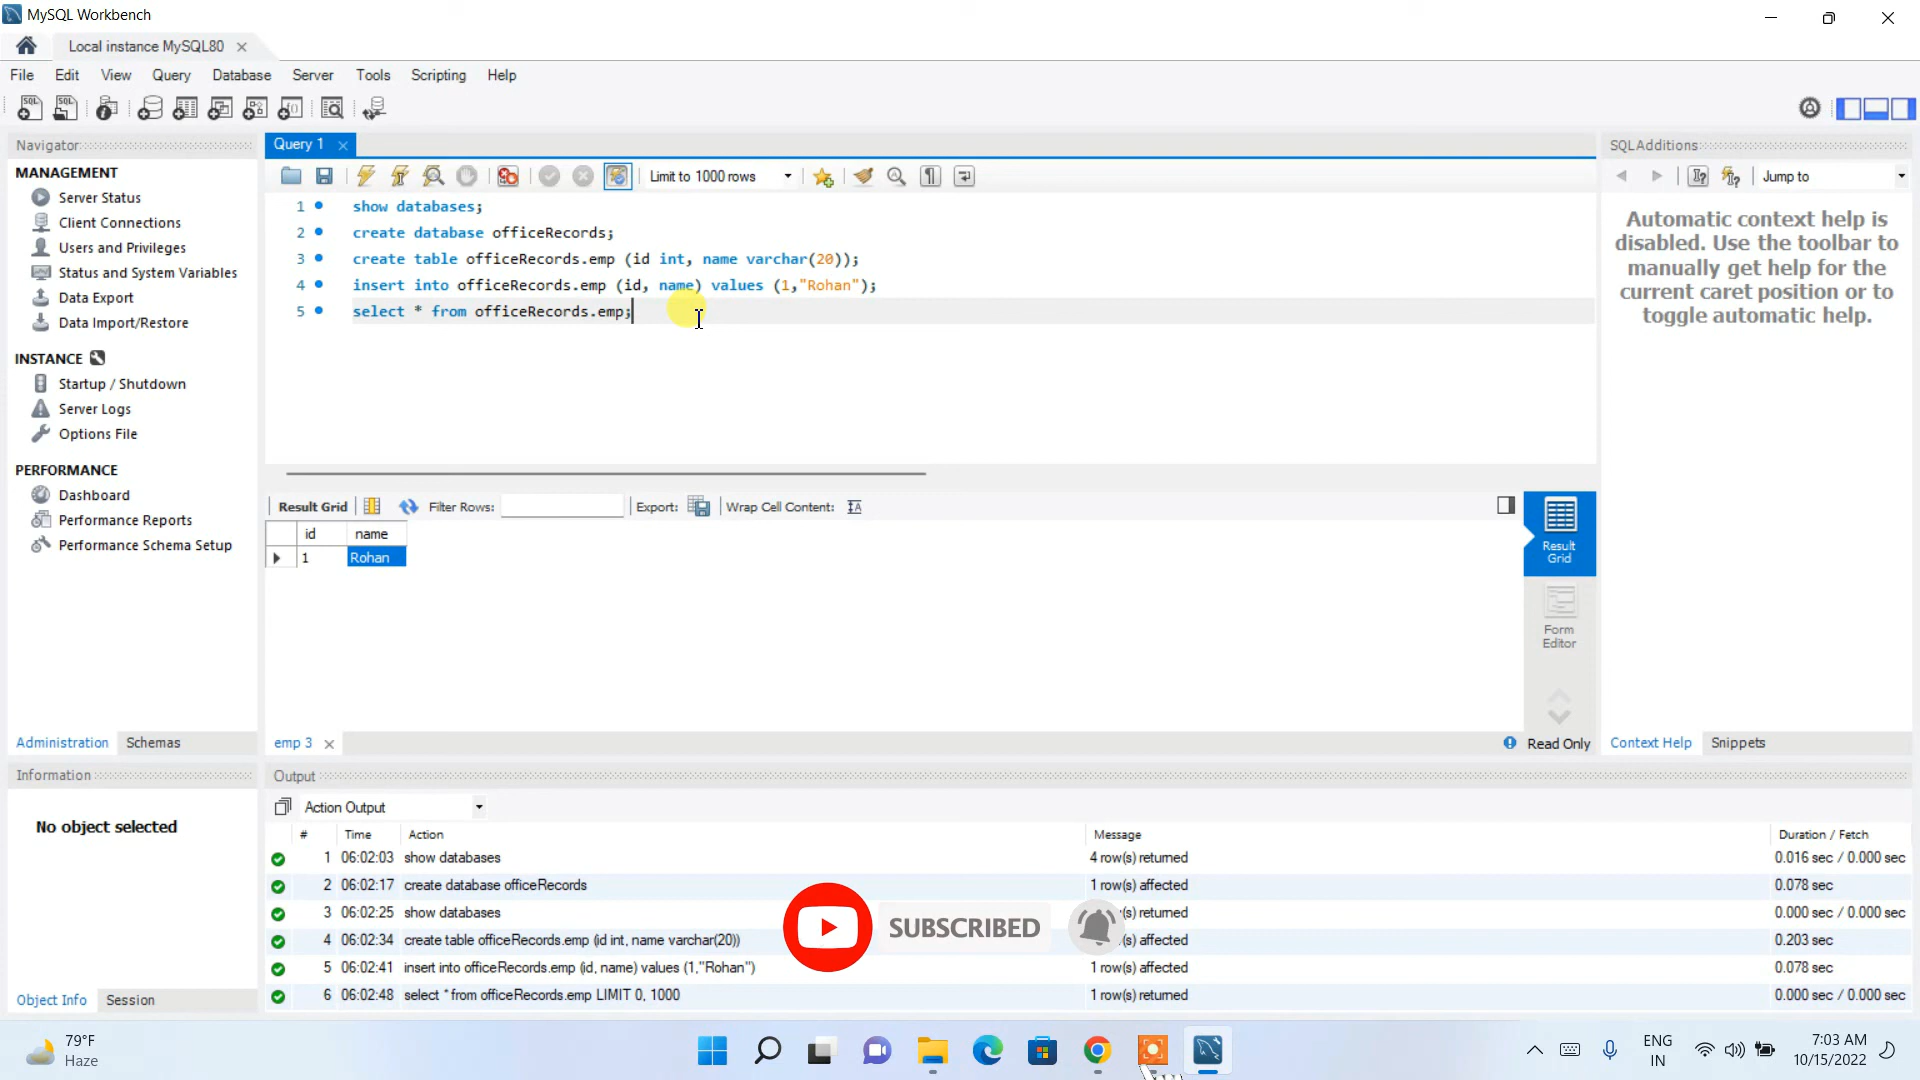 MySQL Workbench
Local instance MySQL80
File Edit View Query Database Server Tools Scripting Help
Navigator
MANAGEMENT
Server Status
Client Connections
Users and Privileges
Status and System Variables
Data Export
Data Import/Restore
INSTANCE
Startup / Shutdown
Server Logs
Options File
PERFORMANCE
Dashboard
Performance Reports
Performance Schema Setup
Administration Schemas
Information
No object selected
Object Info Session
Query 1
Limit to 1000 rows
1 show databases;
2 create database officeRecords;
3 create table officeRecords.emp (id int, name varchar(20));
4 insert into officeRecords.emp (id, name) values (1,"Rohan");
5 select * from officeRecords.emp;
Result Grid Filter Rows: Export: Wrap Cell Content:
id name
1 Rohan
Result Grid
Form Editor
emp 3 Read Only
SQLAdditions
Jump to
Automatic context help is
disabled. Use the toolbar to
manually get help for the
current caret position or to
toggle automatic help.
Context Help Snippets
Output
Action Output
# Time Action Message Duration / Fetch
1 06:02:03 show databases 4 row(s) returned 0.016 sec / 0.000 sec
2 06:02:17 create database officeRecords 1 row(s) affected 0.078 sec
3 06:02:25 show databases (s) returned 0.000 sec / 0.000 sec
4 06:02:34 create table officeRecords.emp (id int, name varchar(20)) (s) affected 0.203 sec
5 06:02:41 insert into officeRecords.emp (id, name) values (1,"Rohan") 1 row(s) affected 0.078 sec
6 06:02:48 select * from officeRecords.emp LIMIT 0, 1000 1 row(s) returned 0.000 sec / 0.000 sec
SUBSCRIBED
79°F
Haze
ENG
IN
7:03 AM
10/15/2022